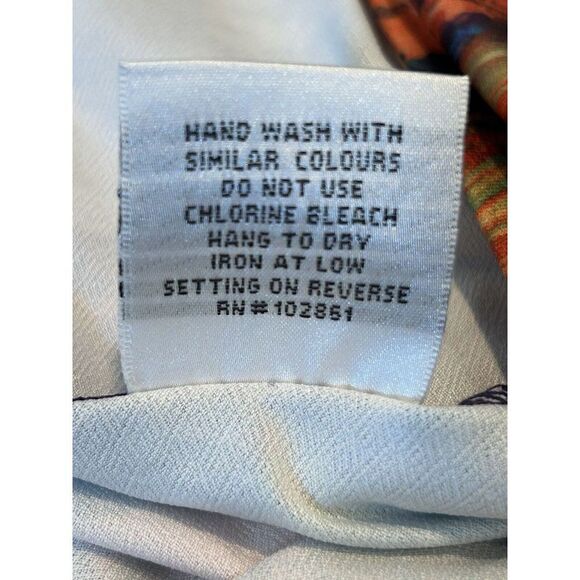 HAND WASH WITH
SIMILAR COLOURS
DO NOT USE
CHLORINE BLEACH
HANG TO DRY
IRON AT LOW
SETTING ON REVERSE
RN#102861